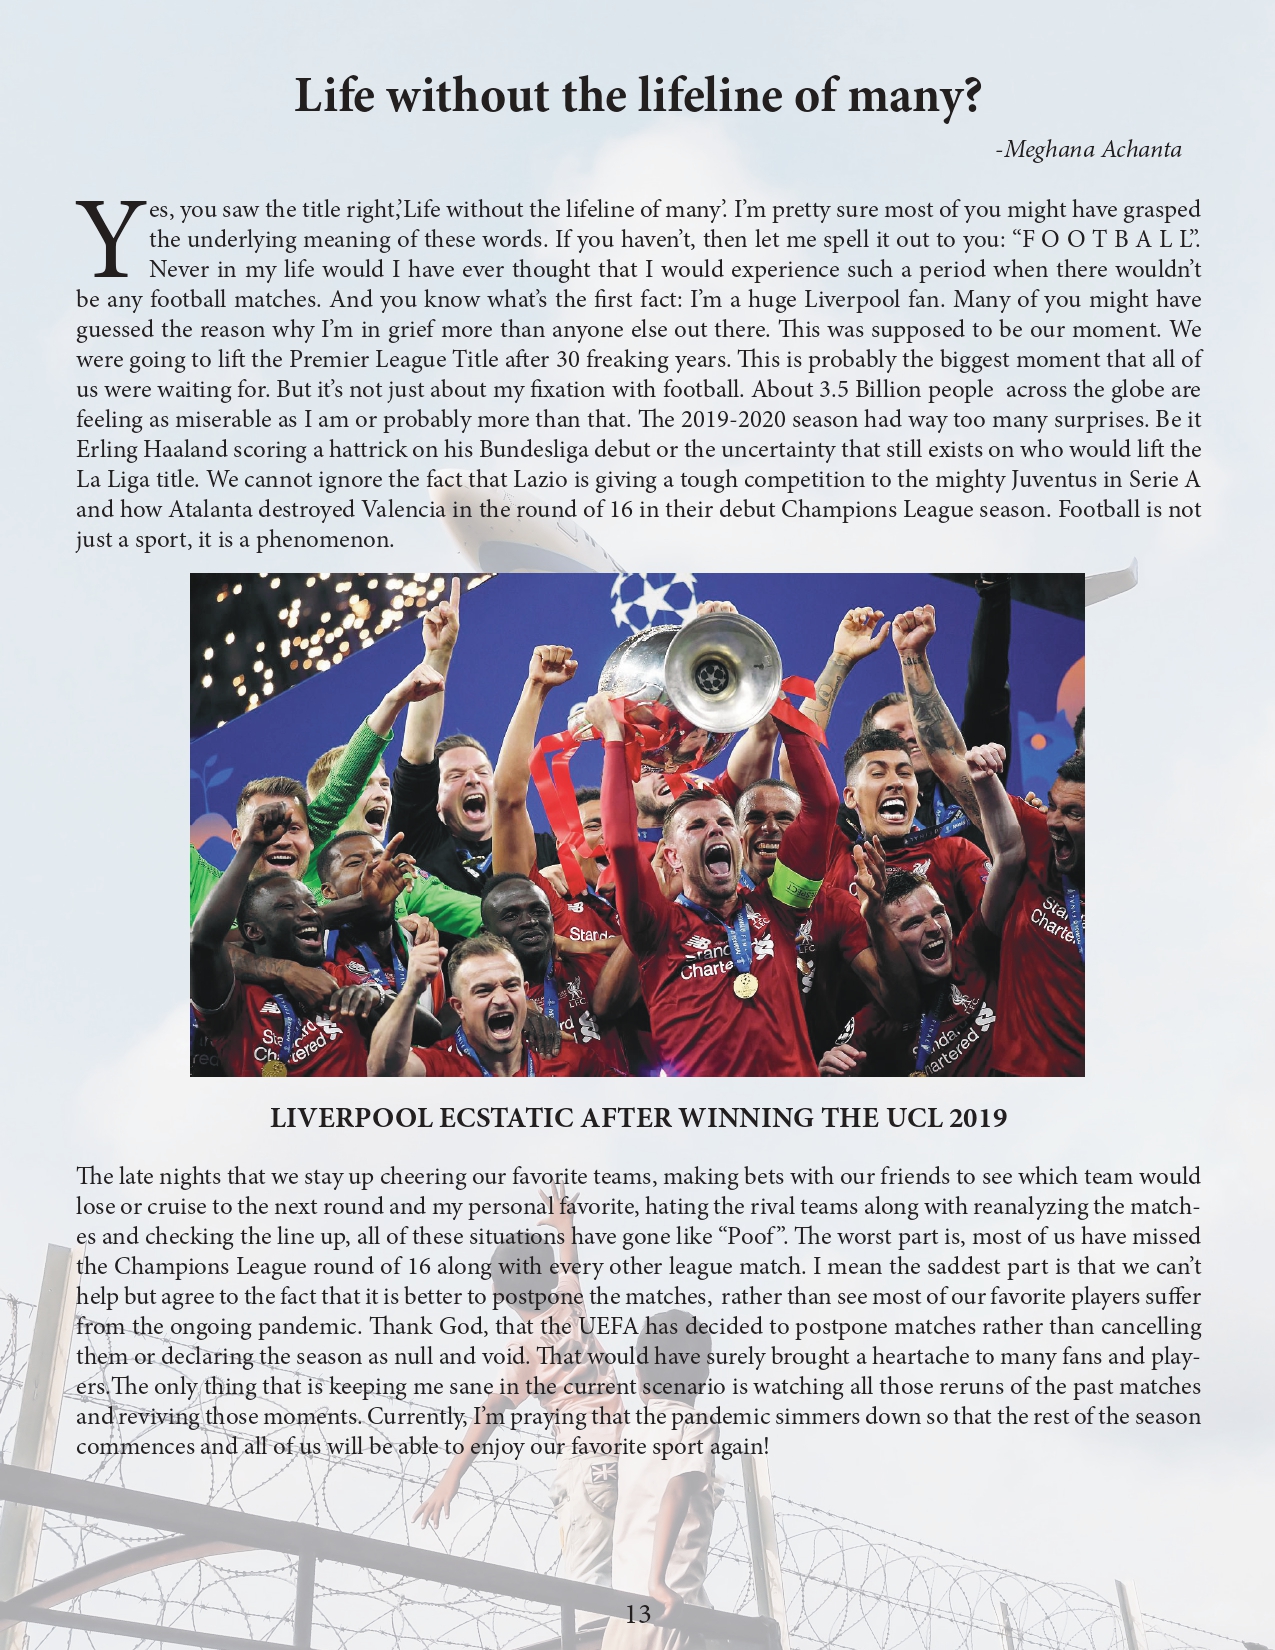 Life without the lifeline of many?
-Meghana Achanta
Yes, you saw the title right,’Life without the lifeline of many’. I’m pretty sure most of you might have grasped
the underlying meaning of these words. If you haven’t, then let me spell it out to you: “F O O T B A L L”.
Never in my life would I have ever thought that I would experience such a period when there wouldn’t
be any football matches. And you know what’s the first fact: I’m a huge Liverpool fan. Many of you might have
guessed the reason why I’m in grief more than anyone else out there. This was supposed to be our moment. We
were going to lift the Premier League Title after 30 freaking years. This is probably the biggest moment that all of
us were waiting for. But it’s not just about my fixation with football. About 3.5 Billion people  across the globe are
feeling as miserable as I am or probably more than that. The 2019-2020 season had way too many surprises. Be it
Erling Haaland scoring a hattrick on his Bundesliga debut or the uncertainty that still exists on who would lift the
La Liga title. We cannot ignore the fact that Lazio is giving a tough competition to the mighty Juventus in Serie A
and how Atalanta destroyed Valencia in the round of 16 in their debut Champions League season. Football is not
just a sport, it is a phenomenon.
LIVERPOOL ECSTATIC AFTER WINNING THE UCL 2019
The late nights that we stay up cheering our favorite teams, making bets with our friends to see which team would
lose or cruise to the next round and my personal favorite, hating the rival teams along with reanalyzing the match-
es and checking the line up, all of these situations have gone like “Poof”. The worst part is, most of us have missed
the Champions League round of 16 along with every other league match. I mean the saddest part is that we can’t
help but agree to the fact that it is better to postpone the matches,  rather than see most of our favorite players suffer
from the ongoing pandemic. Thank God, that the UEFA has decided to postpone matches rather than cancelling
them or declaring the season as null and void. That would have surely brought a heartache to many fans and play-
ers.The only thing that is keeping me sane in the current scenario is watching all those reruns of the past matches
and reviving those moments. Currently, I’m praying that the pandemic simmers down so that the rest of the season
commences and all of us will be able to enjoy our favorite sport again!
13